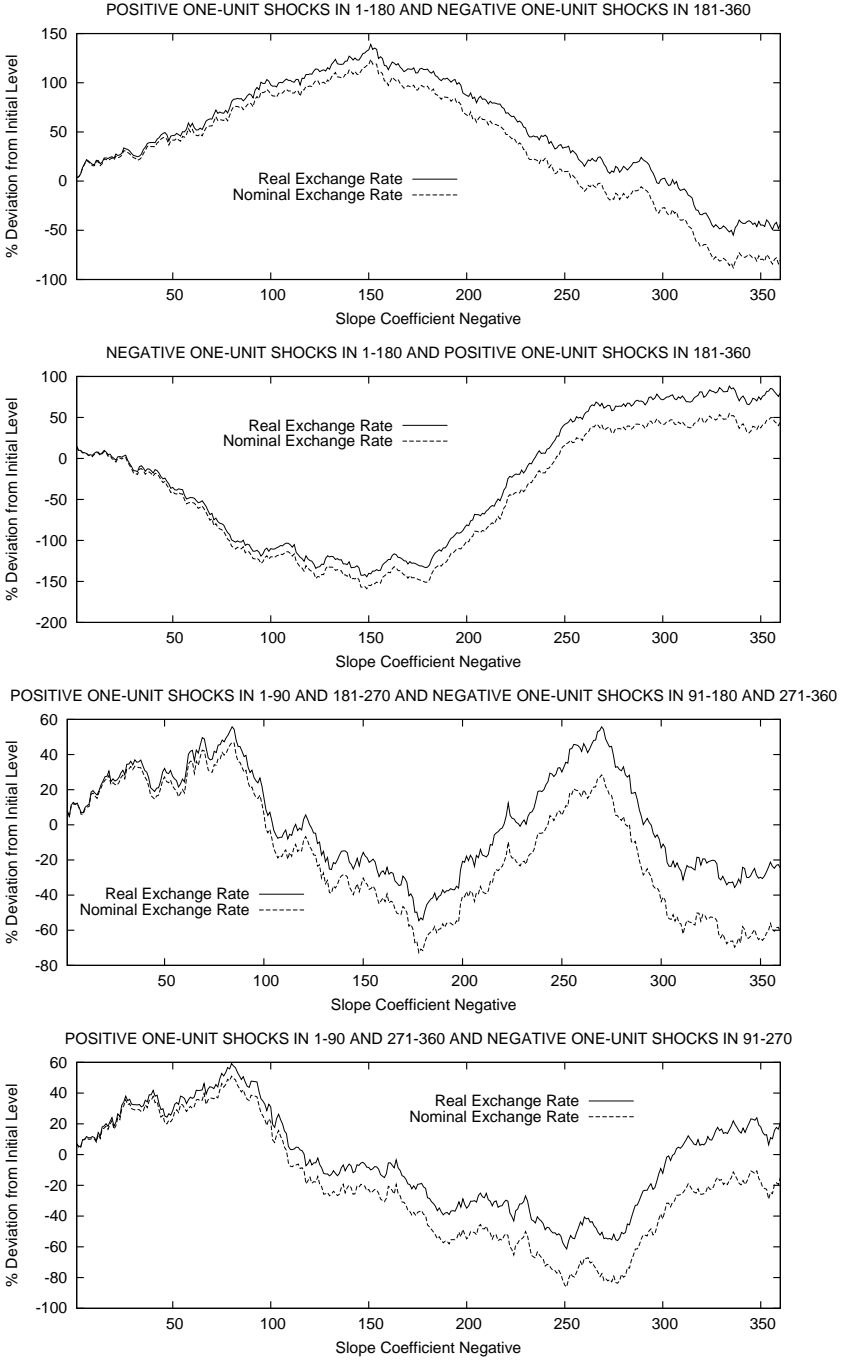 POSITIVE ONE-UNIT SHOCKS IN 1-180 AND NEGATIVE ONE-UNIT SHOCKS IN 181-360
% Deviation from Initial Level
150
100
50
0
-50
-100
Real Exchange Rate
Nominal Exchange Rate
50 100 150 200 250 300 350
Slope Coefficient Negative
NEGATIVE ONE-UNIT SHOCKS IN 1-180 AND POSITIVE ONE-UNIT SHOCKS IN 181-360
% Deviation from Initial Level
100
50
0
-50
-100
-150
-200
Real Exchange Rate
Nominal Exchange Rate
50 100 150 200 250 300 350
Slope Coefficient Negative
POSITIVE ONE-UNIT SHOCKS IN 1-90 AND 181-270 AND NEGATIVE ONE-UNIT SHOCKS IN 91-180 AND 271-360
% Deviation from Initial Level
60
40
20
0
-20
-40
-60
-80
Real Exchange Rate
Nominal Exchange Rate
50 100 150 200 250 300 350
Slope Coefficient Negative
POSITIVE ONE-UNIT SHOCKS IN 1-90 AND 271-360 AND NEGATIVE ONE-UNIT SHOCKS IN 91-270
% Deviation from Initial Level
60
40
20
0
-20
-40
-60
-80
-100
Real Exchange Rate
Nominal Exchange Rate
50 100 150 200 250 300 350
Slope Coefficient Negative